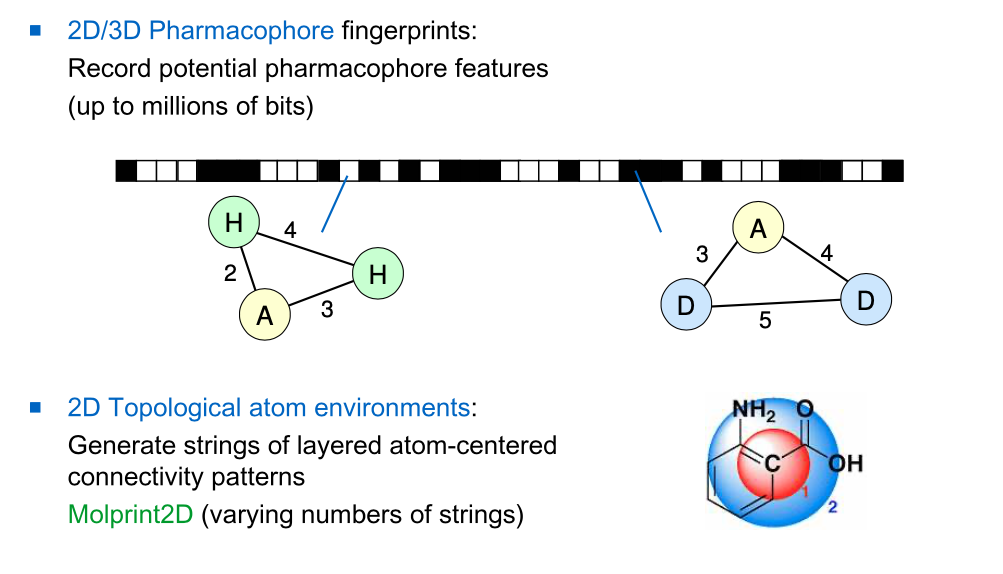 2D/3D Pharmacophore fingerprints:
Record potential pharmacophore features
(up to millions of bits)
H
4
H
2
A
3
A
3
4
D
D
5
2D Topological atom environments:
Generate strings of layered atom-centered
connectivity patterns
Molprint2D (varying numbers of strings)
NH2 O
C
OH
1
2